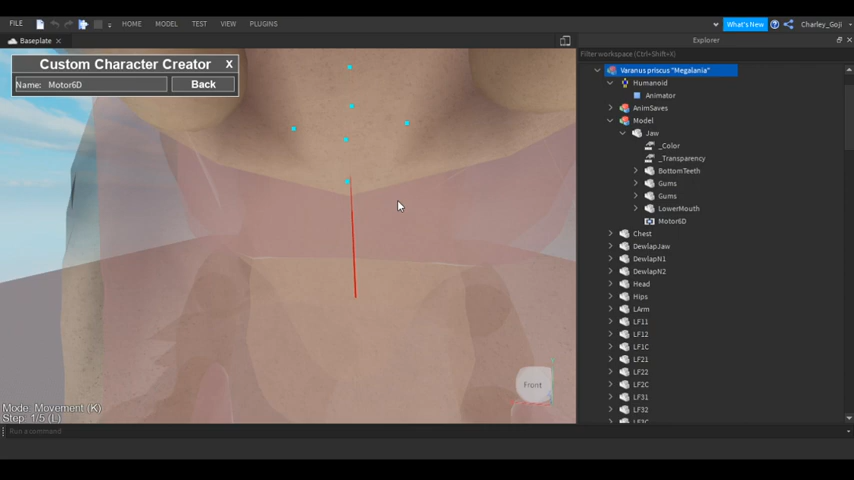 FILE HOME MODEL TEST VIEW PLUGINS What's New Charley_Goji
Baseplate
Custom Character Creator X
Name: Motor6D Back
Front
Mode: Movement (K)
Step: 1/5 (L)
Run a command
Explorer
Filter workspace (Ctrl+Shift+X)
Varanus priscus "Megalania"
Humanoid
Animator
AnimSaves
Model
Jaw
_Color
_Transparency
BottomTeeth
Gums
Gums
LowerMouth
Motor6D
Chest
DewlapJaw
DewlapN1
DewlapN2
Head
Hips
LArm
LF11
LF12
LF1C
LF21
LF22
LF2C
LF31
LF32